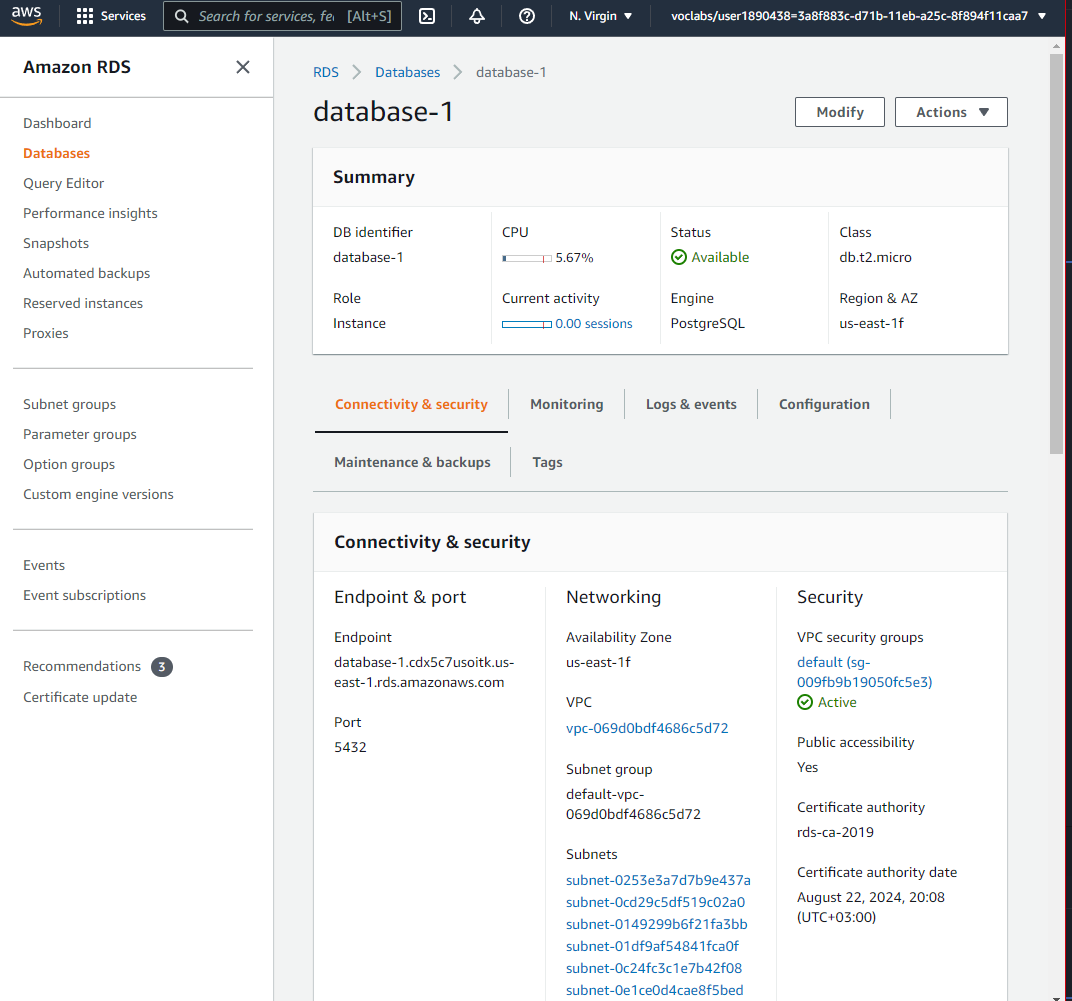 aws
Services
Search for services, fe
[Alt+S]
N. Virgin
voclabs/user1890438=3a8f883c-d71b-11eb-a25c-8f894f11caa7
Amazon RDS
Dashboard
Databases
Query Editor
Performance insights
Snapshots
Automated backups
Reserved instances
Proxies
Subnet groups
Parameter groups
Option groups
Custom engine versions
Events
Event subscriptions
Recommendations 3
Certificate update
RDS > Databases > database-1
database-1
Modify
Actions
Summary
DB identifier
database-1
CPU
5.67%
Status
Available
Class
db.t2.micro
Role
Instance
Current activity
0.00 sessions
Engine
PostgreSQL
Region & AZ
us-east-1f
Connectivity & security
Monitoring
Logs & events
Configuration
Maintenance & backups
Tags
Connectivity & security
Endpoint & port
Endpoint
database-1.cdx5c7usoitk.us-
east-1.rds.amazonaws.com
Port
5432
Networking
Availability Zone
us-east-1f
VPC
vpc-069d0bdf4686c5d72
Subnet group
default-vpc-
069d0bdf4686c5d72
Subnets
subnet-0253e3a7d7b9e437a
subnet-0cd29c5df519c02a0
subnet-0149299b6f21fa3bb
subnet-01df9af54841fca0f
subnet-0c24fc3c1e7b42f08
subnet-0e1ce0d4cae8f5bed
Security
VPC security groups
default (sg-
009fb9b19050fc5e3)
Active
Public accessibility
Yes
Certificate authority
rds-ca-2019
Certificate authority date
August 22, 2024, 20:08
(UTC+03:00)